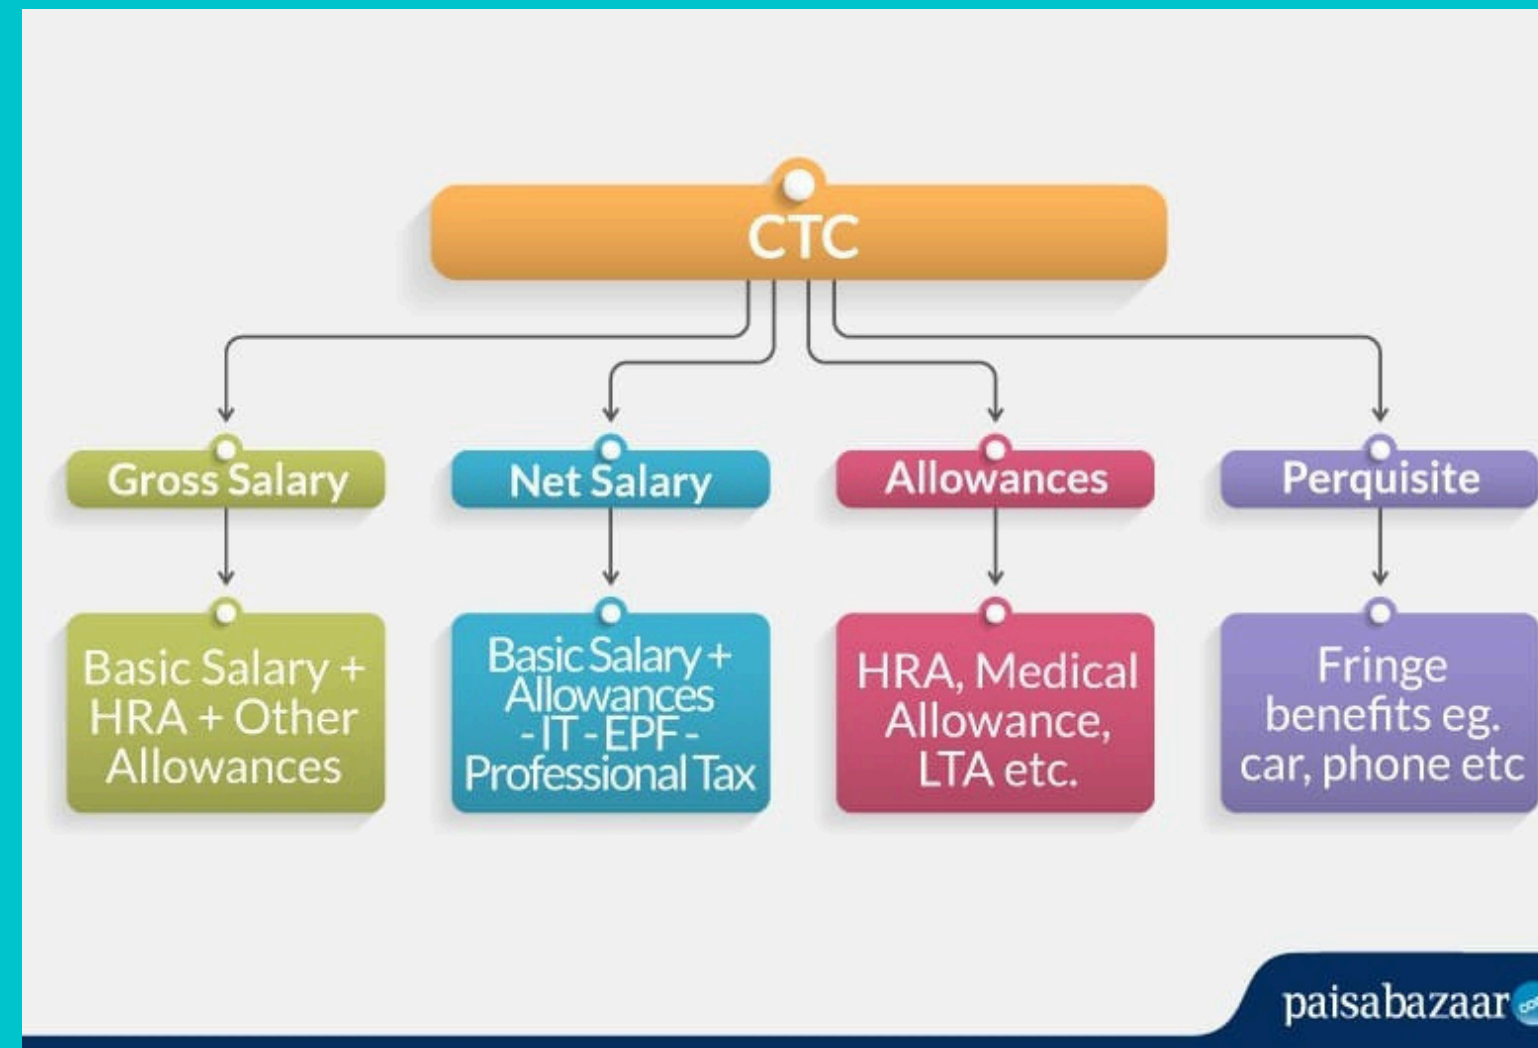 CTC
Gross Salary
Basic Salary +
HRA + Other
Allowances
Net Salary
Basic Salary +
Allowances
- IT - EPF -
Professional Tax
Allowances
HRA, Medical
Allowance,
LTA etc.
Perquisite
Fringe
benefits eg.
car, phone etc
paisabazaar